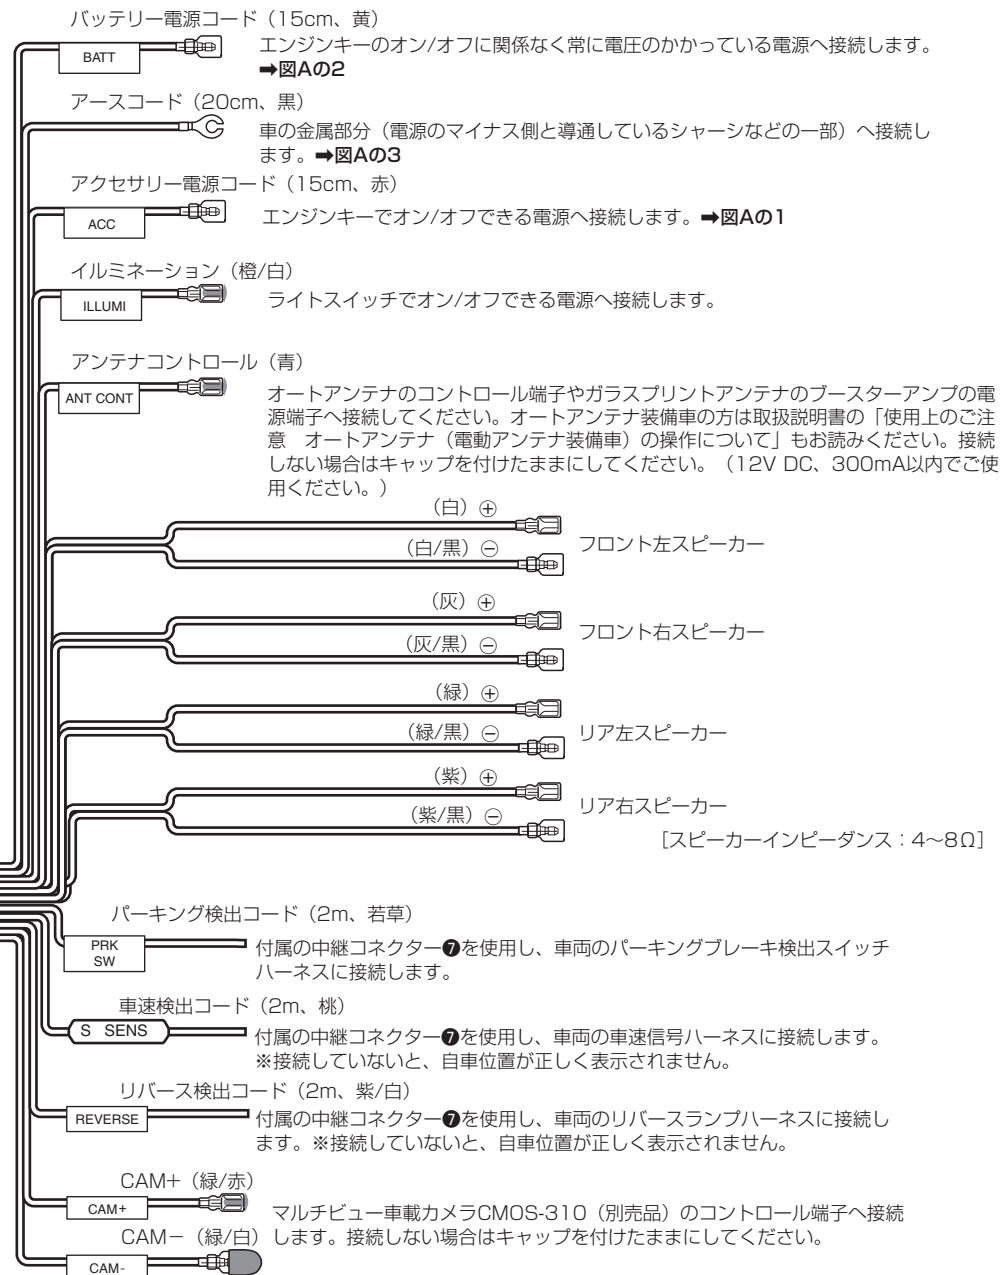 バッテリー電源コード（15cm、黄）
BATT
エンジンキーのオン/オフに関係なく常に電圧のかかっている電源へ接続します。
➡図Aの2
アースコード（20cm、黒）
車の金属部分（電源のマイナス側と導通しているシャーシなどの一部）へ接続し
ます。➡図Aの3
アクセサリー電源コード（15cm、赤）
ACC
エンジンキーでオン/オフできる電源へ接続します。➡図Aの1
イルミネーション（橙/白）
ILLUMI
ライトスイッチでオン/オフできる電源へ接続します。
アンテナコントロール（青）
ANT CONT
オートアンテナのコントロール端子やガラスプリントアンテナのブースターアンプの電
源端子へ接続してください。オートアンテナ装備車の方は取扱説明書の「使用上のご注
意　オートアンテナ（電動アンテナ装備車）の操作について」もお読みください。接続
しない場合はキャップを付けたままにしてください。（12V DC、300mA以内でご使
用ください。）
（白）⊕
（白/黒）⊖
フロント左スピーカー
（灰）⊕
（灰/黒）⊖
フロント右スピーカー
（緑）⊕
（緑/黒）⊖
リア左スピーカー
（紫）⊕
（紫/黒）⊖
リア右スピーカー
［スピーカーインピーダンス：4〜8Ω］
パーキング検出コード（2m、若草）
PRK
SW
付属の中継コネクター❼を使用し、車両のパーキングブレーキ検出スイッチ
ハーネスに接続します。
車速検出コード（2m、桃）
S SENS
付属の中継コネクター❼を使用し、車両の車速信号ハーネスに接続します。
※接続していないと、自車位置が正しく表示されません。
リバース検出コード（2m、紫/白）
REVERSE
付属の中継コネクター❼を使用し、車両のリバースランプハーネスに接続し
ます。※接続していないと、自車位置が正しく表示されません。
CAM+（緑/赤）
CAM+
マルチビュー車載カメラCMOS-310（別売品）のコントロール端子へ接続
CAM−（緑/白）
します。接続しない場合はキャップを付けたままにしてください。
CAM-